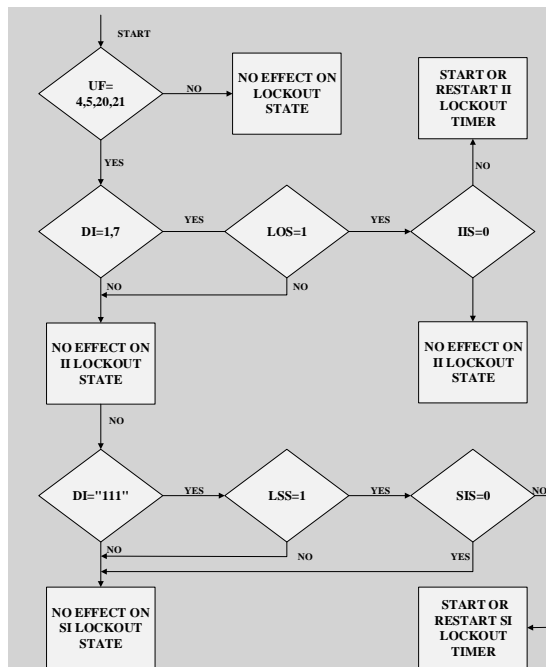 START
UF=
4,5,20,21
NO
NO EFFECT ON
LOCKOUT
STATE
START OR
RESTART II
LOCKOUT
TIMER
YES
NO
DI=1,7
YES
LOS=1
YES
IIS=0
NO
NO
NO EFFECT ON
II LOCKOUT
STATE
NO EFFECT ON
II LOCKOUT
STATE
NO
DI="111"
YES
LSS=1
YES
SIS=0
NO
NO
NO
YES
NO EFFECT ON
SI LOCKOUT
STATE
START OR
RESTART SI
LOCKOUT
TIMER